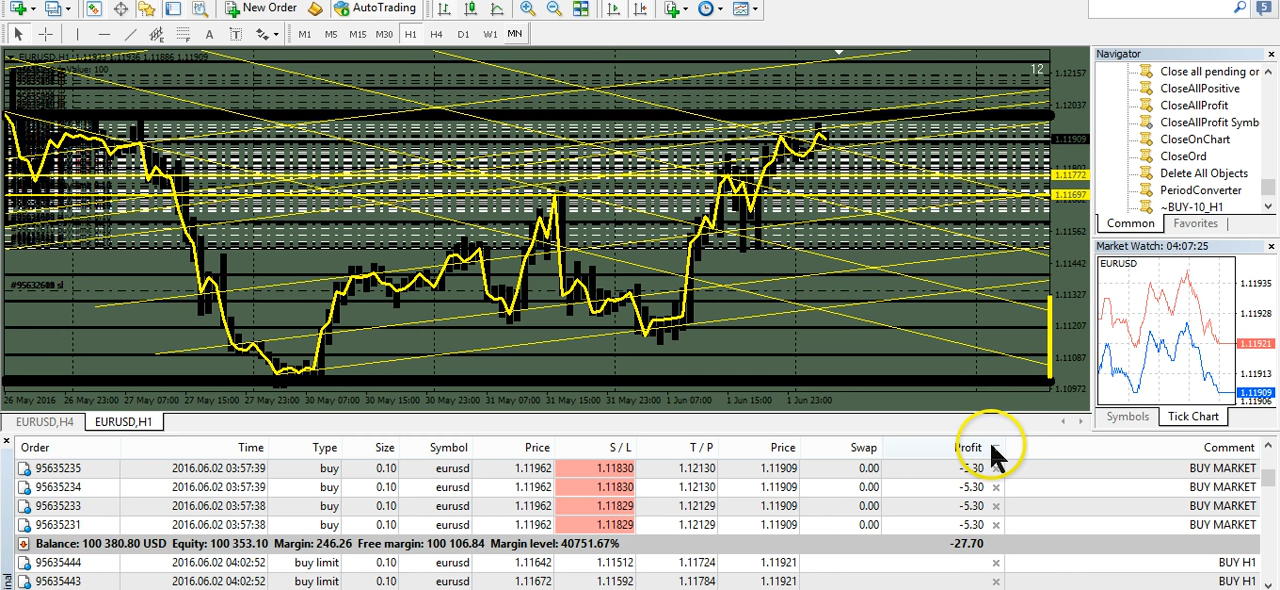 New Order AutoTrading 5
A T M1 M5 M15 M30 H1 H4 D1 W1 MN
12
1.12157
1.12037
1.11909
1.11772
1.11697
1.11562
1.11442
1.11327
1.11207
1.11087
1.10972
26 May 2016 26 May 23:00 27 May 07:00 27 May 15:00 27 May 23:00 30 May 07:00 30 May 15:00 30 May 23:00 31 May 07:00 31 May 15:00 31 May 23:00 1 Jun 07:00 1 Jun 15:00 1 Jun 23:00
EURUSD,H4 EURUSD,H1
Navigator
Close all pending or
CloseAllPositive
CloseAllProfit
CloseAllProfit Symb
CloseOnChart
CloseOrd
Delete All Objects
PeriodConverter
~BUY-10_H1
Common Favorites
Market Watch: 04:07:25
EURUSD
1.11935
1.11928
1.11921
1.11913
1.11909
1.11906
Symbols Tick Chart
Order Time Type Size Symbol Price S / L T / P Price Swap Profit Comment
95635235 2016.06.02 03:57:39 buy 0.10 eurusd 1.11962 1.11830 1.12130 1.11909 0.00 -5.30 BUY MARKET
95635234 2016.06.02 03:57:39 buy 0.10 eurusd 1.11962 1.11830 1.12130 1.11909 0.00 -5.30 BUY MARKET
95635233 2016.06.02 03:57:38 buy 0.10 eurusd 1.11962 1.11829 1.12129 1.11909 0.00 -5.30 BUY MARKET
95635231 2016.06.02 03:57:38 buy 0.10 eurusd 1.11962 1.11829 1.12129 1.11909 0.00 -5.30 BUY MARKET
Balance: 100 380.80 USD Equity: 100 353.10 Margin: 246.26 Free margin: 100 106.84 Margin level: 40751.67% -27.70
95635444 2016.06.02 04:02:52 buy limit 0.10 eurusd 1.11642 1.11512 1.11724 1.11921 BUY H1
95635443 2016.06.02 04:02:52 buy limit 0.10 eurusd 1.11672 1.11592 1.11784 1.11921 BUY H1